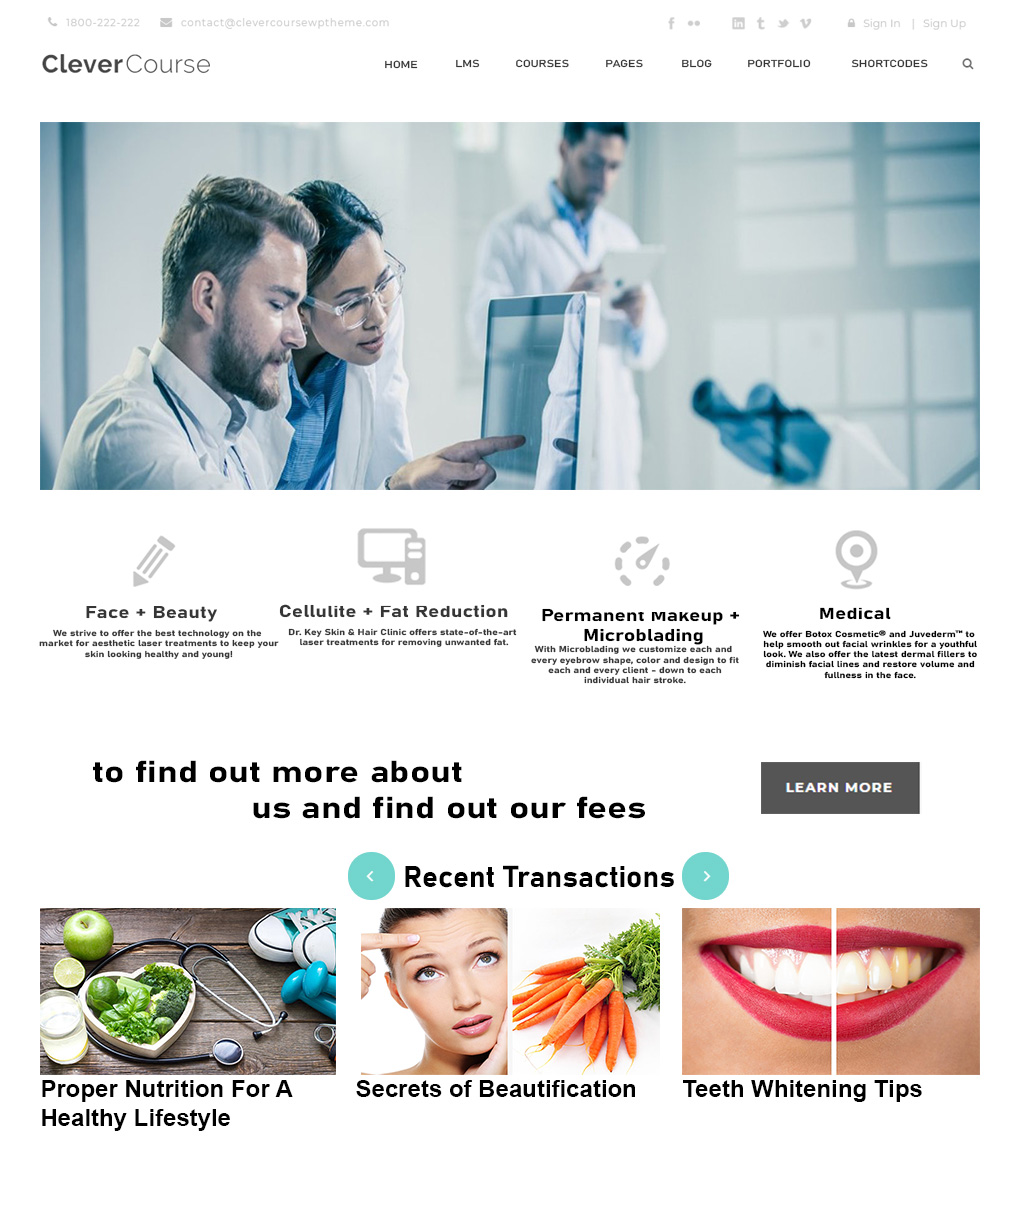 1800-222-222 contact@clevercoursewptheme.com Sign In | Sign Up
CleverCourse HOME LMS COURSES PAGES BLOG PORTFOLIO SHORTCODES
Face + Beauty
We strive to offer the best technology on the
market for aesthetic laser treatments to keep your
skin looking healthy and young!
Cellulite + Fat Reduction
Dr. Key Skin & Hair Clinic offers state-of-the-art
laser treatments for removing unwanted fat.
Permanent Makeup +
Microblading
With Microblading we customize each and
every eyebrow shape, color and design to fit
each and every client - down to each
individual hair stroke.
Medical
We offer Botox Cosmetic® and Juvederm™ to
help smooth out facial wrinkles for a youthful
look. We also offer the latest dermal fillers to
diminish facial lines and restore volume and
fullness in the face.
to find out more about
us and find out our fees
LEARN MORE
Recent Transactions
Proper Nutrition For A
Healthy Lifestyle
Secrets of Beautification
Teeth Whitening Tips